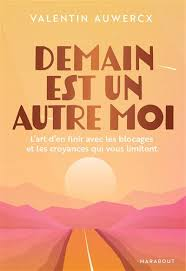 VALENTIN AUWERCX
DEMAIN
EST UN
AUTRE MOI
L'art d'en finir avec les blocages
et les croyances qui vous limitent.
MARABOUT